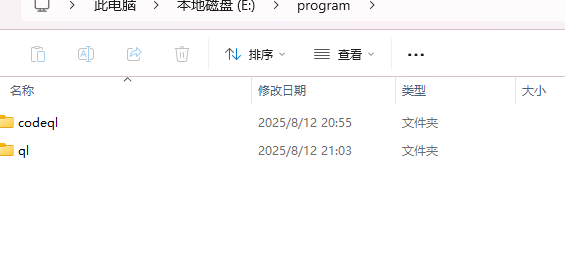 此电脑 > 本地磁盘 (E:) > program >
排序 查看 ...
名称 修改日期 类型 大小
codeql 2025/8/12 20:55 文件夹
ql 2025/8/12 21:03 文件夹